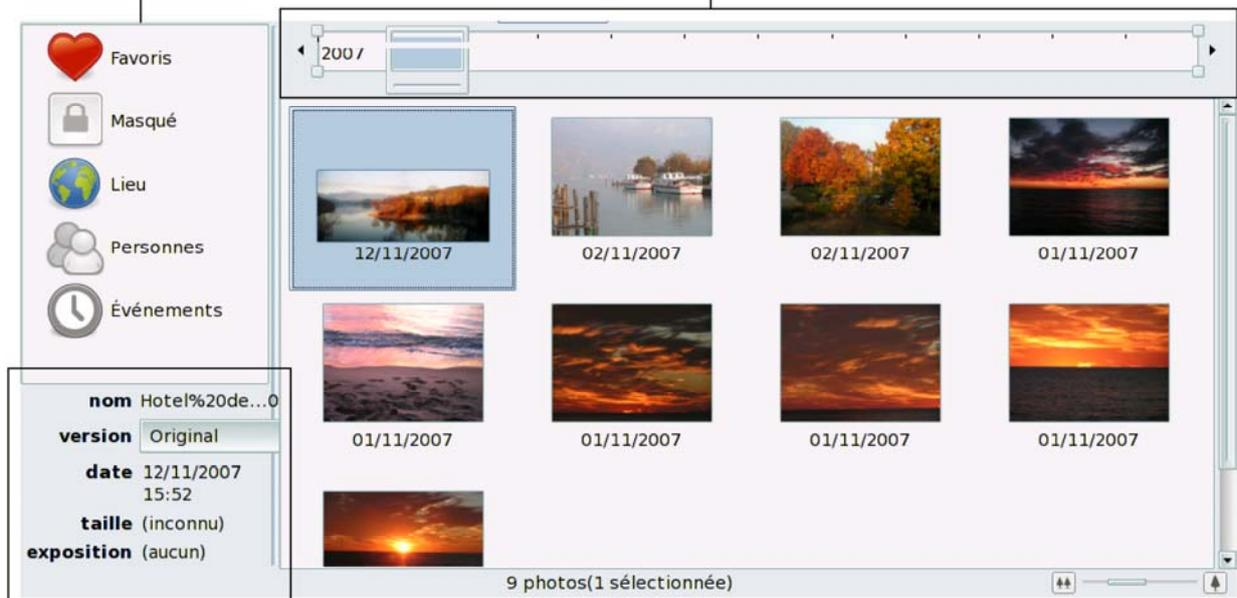 2007
Favoris
Masqué
Lieu
Personnes
Événements
nom Hotel%20de...0
version Original
date 12/11/2007
15:52
taille (inconnu)
exposition (aucun)
12/11/2007
02/11/2007
02/11/2007
01/11/2007
01/11/2007
01/11/2007
01/11/2007
01/11/2007
9 photos(1 sélectionnée)